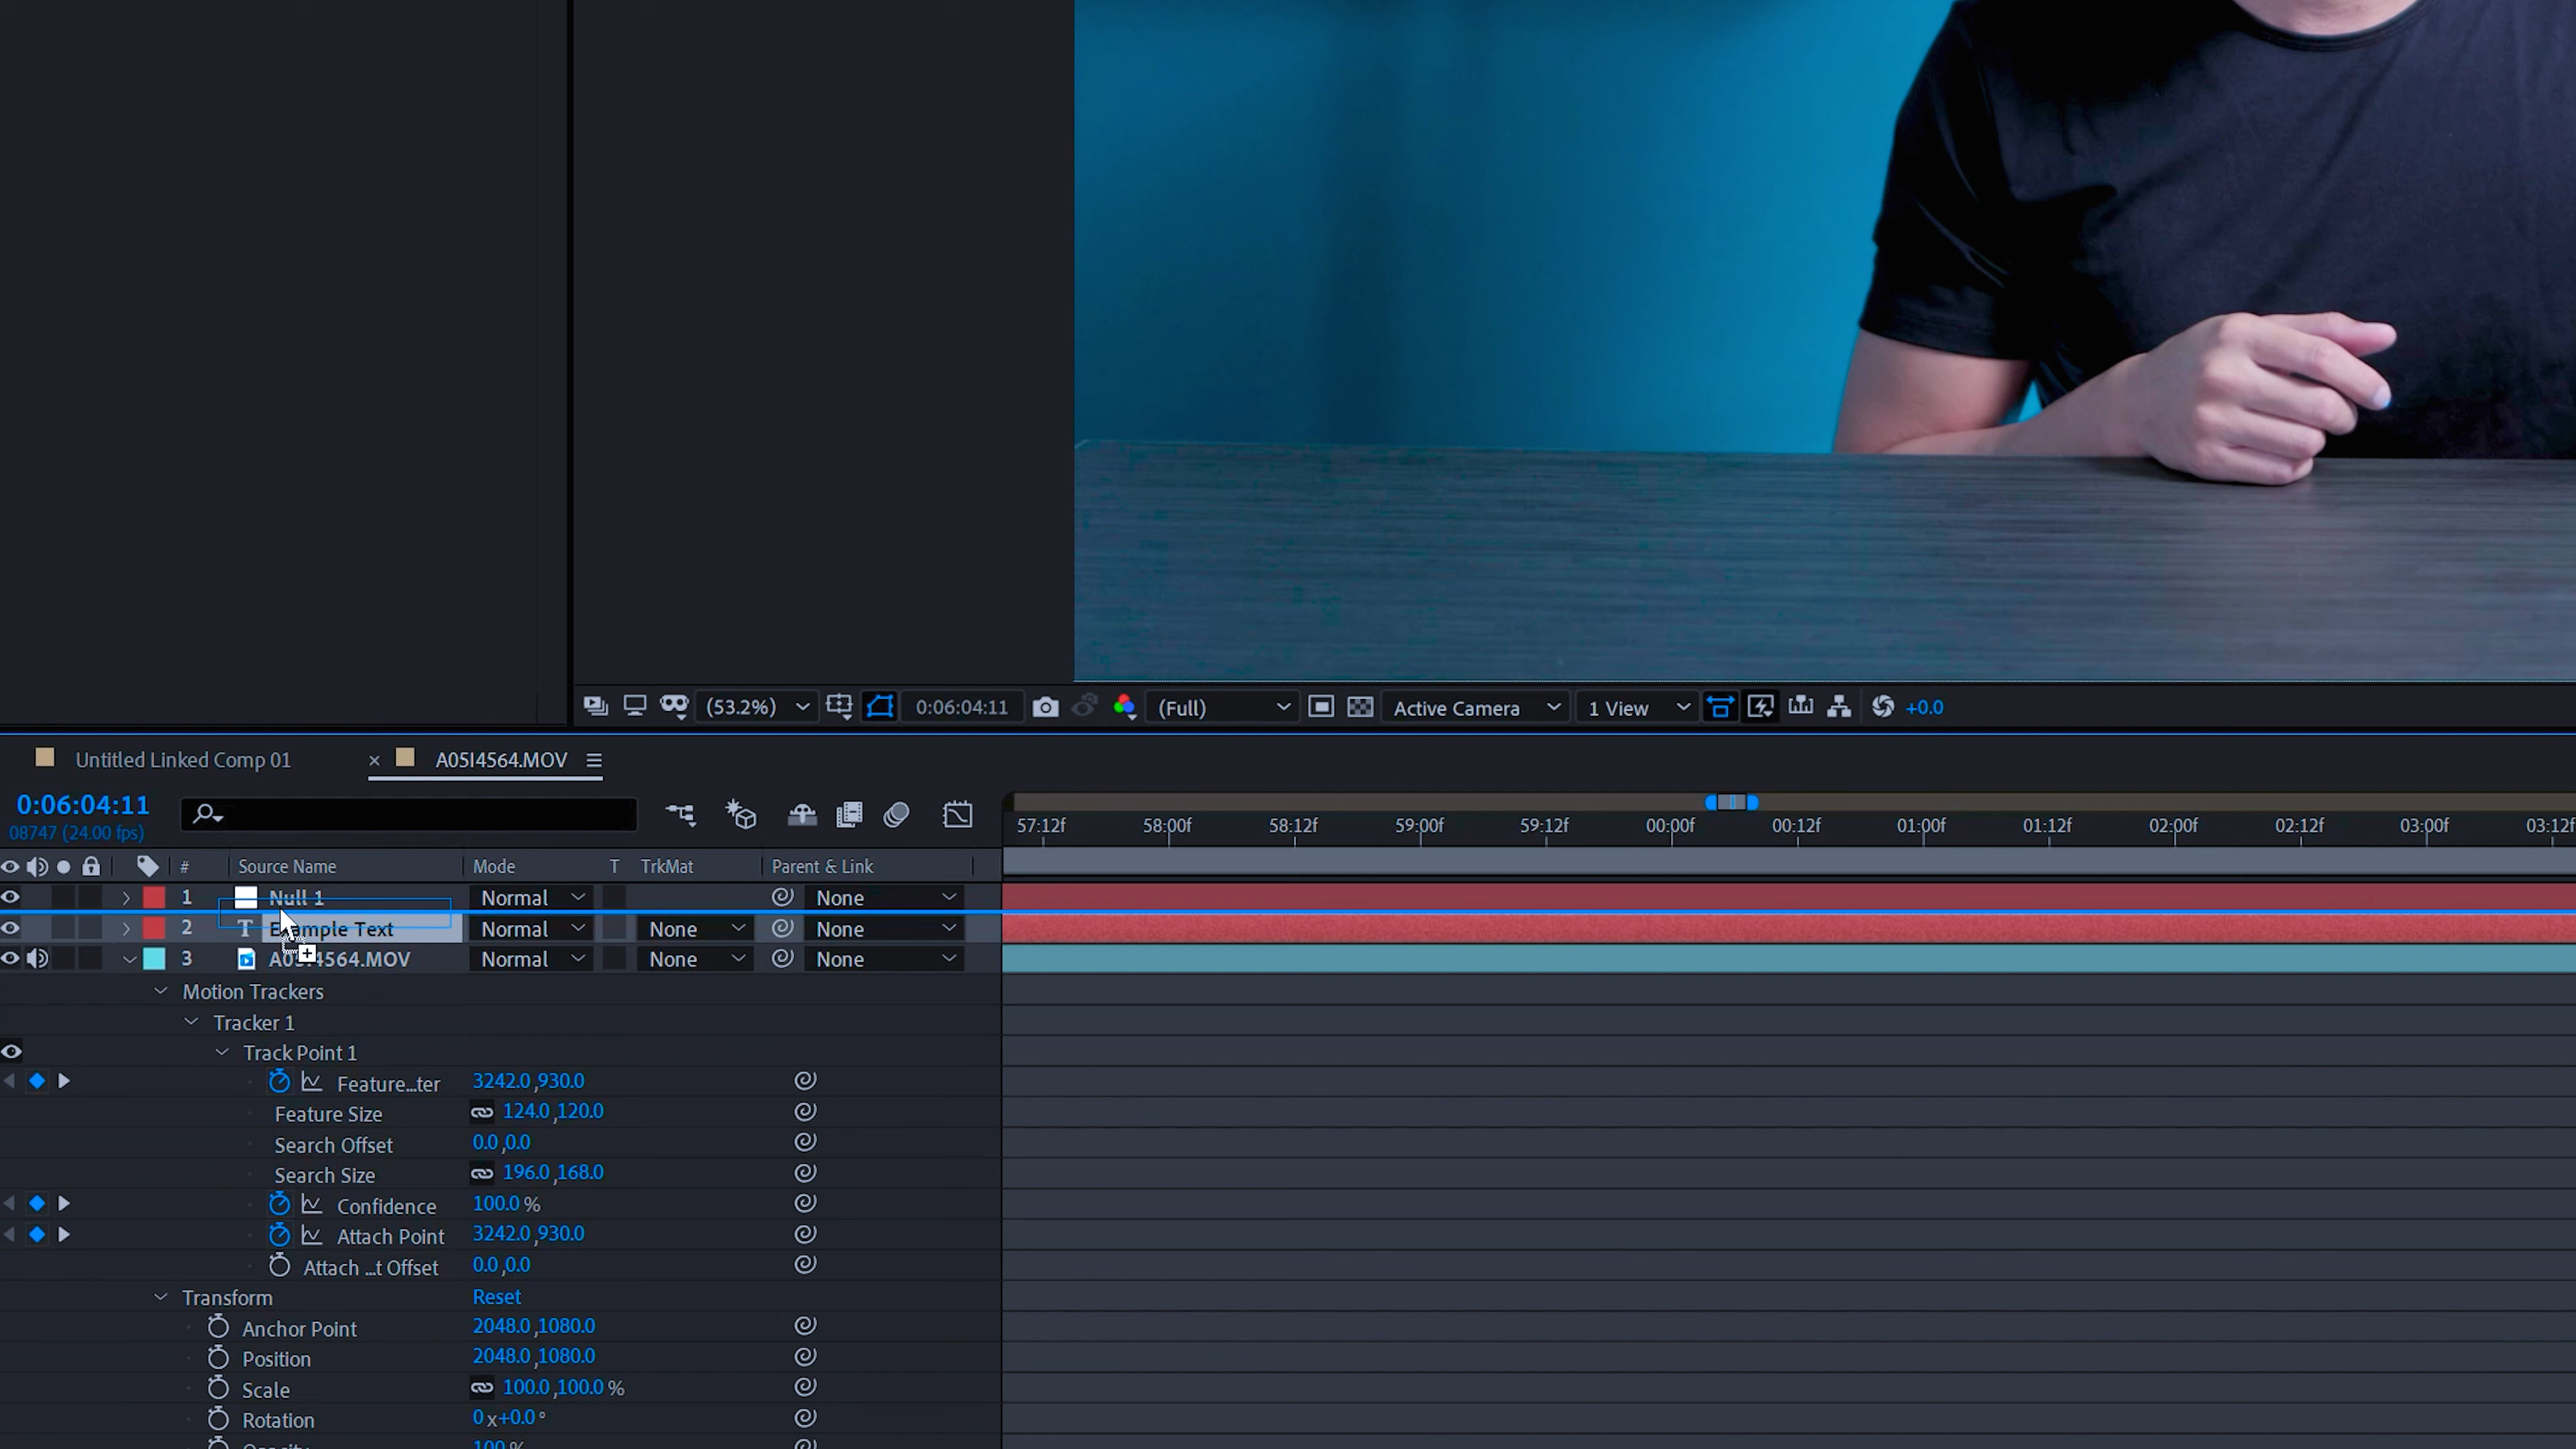 (53.2%) 0:06:04:11 (Full) Active Camera 1 View +0.0
Untitled Linked Comp 01 × A05I4564.MOV
0:06:04:11
08747 (24.00 fps)
57:12f 58:00f 58:12f 59:00f 59:12f 00:00f 00:12f 01:00f 01:12f 02:00f 02:12f 03:00f 03:12f
# Source Name Mode T TrkMat Parent & Link
1 Null 1 Normal None
2 T Example Text Normal None None
3 A05I4564.MOV Normal None None
Motion Trackers
Tracker 1
Track Point 1
Feature...ter 3242.0,930.0
Feature Size 124.0,120.0
Search Offset 0.0,0.0
Search Size 196.0,168.0
Confidence 100.0%
Attach Point 3242.0,930.0
Attach ...t Offset 0.0,0.0
Transform Reset
Anchor Point 2048.0,1080.0
Position 2048.0,1080.0
Scale 100.0,100.0%
Rotation 0x+0.0°